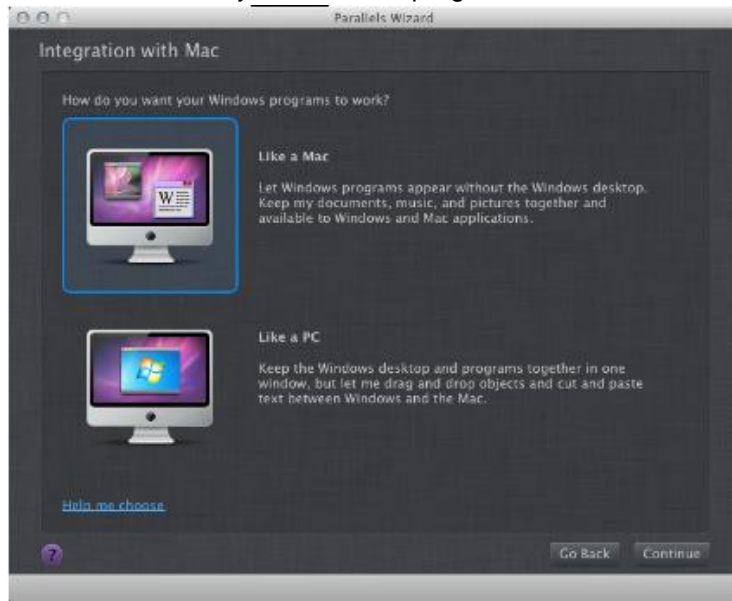 Parallels Wizard
Integration with Mac
How do you want your Windows programs to work?
Like a Mac
Let Windows programs appear without the Windows desktop.
Keep my documents, music, and pictures together and
available to Windows and Mac applications.
W
Like a PC
Keep the Windows desktop and programs together in one
window, but let me drag and drop objects and cut and paste
text between Windows and the Mac.
Help me choose
?
Go Back
Continue